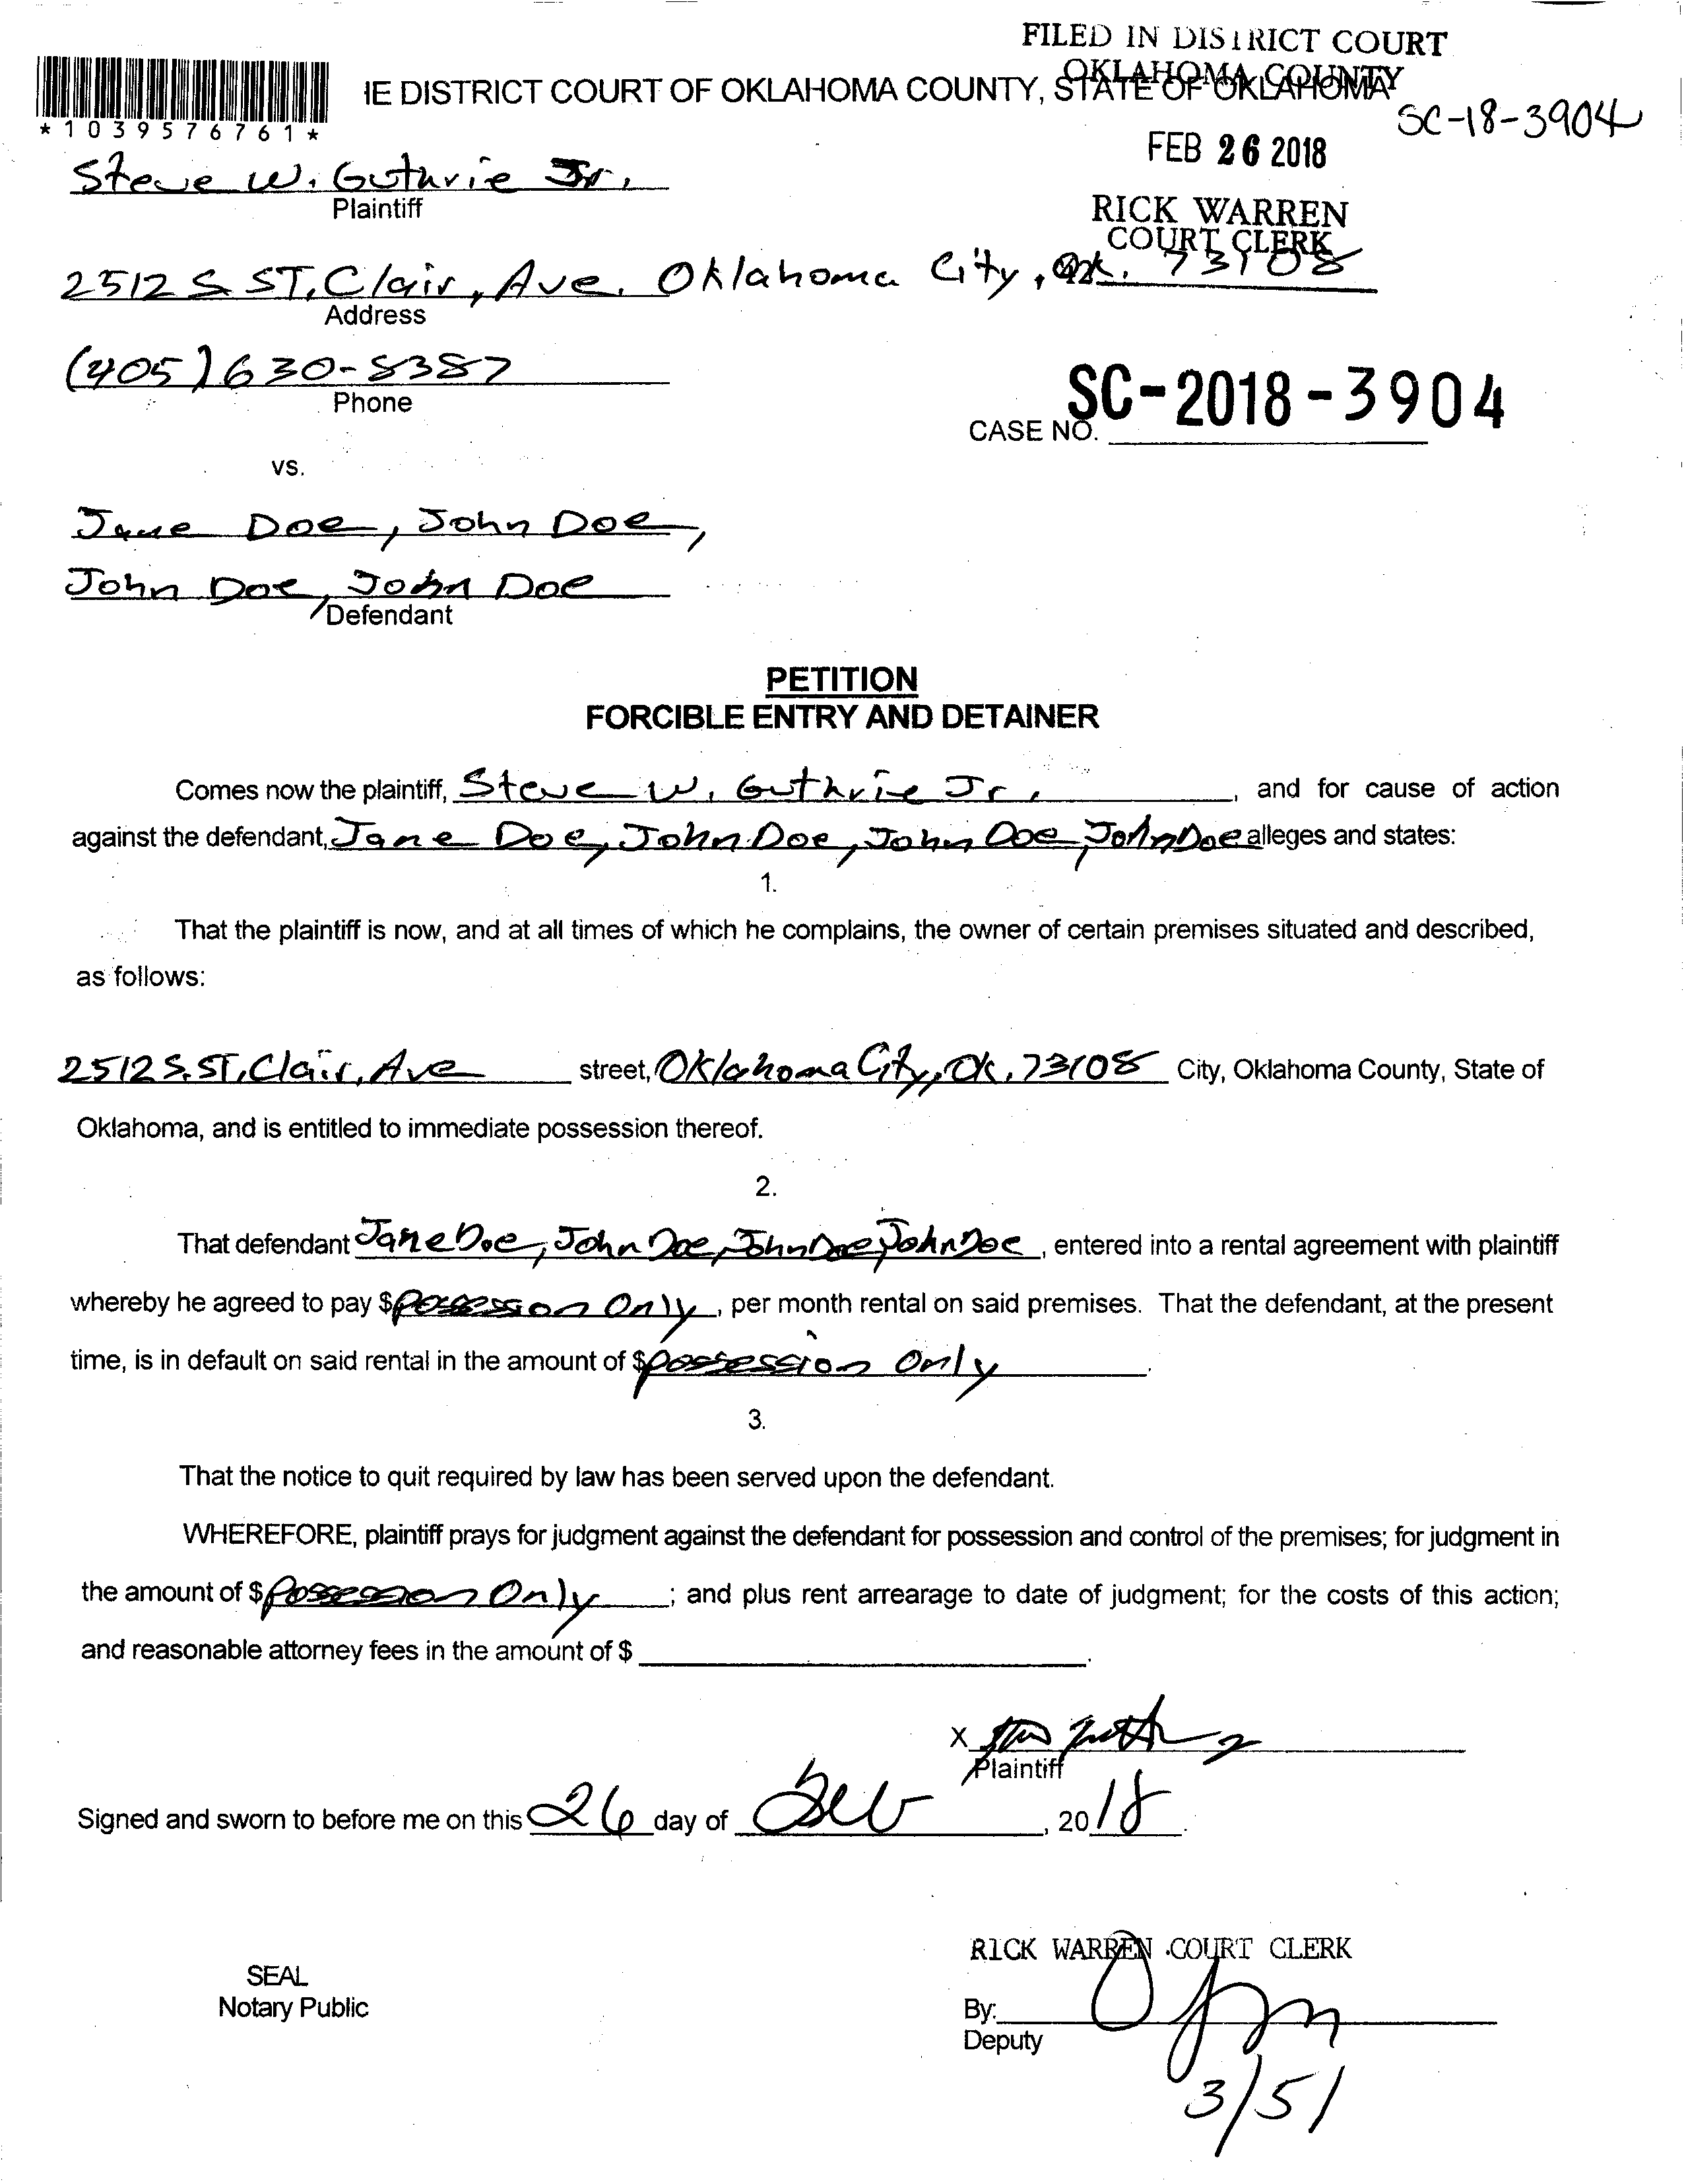 FILED IN DISTRICT COURT
OKLAHOMA COUNTY
IE DISTRICT COURT OF OKLAHOMA COUNTY, STATE OF OKLAHOMA
SC-18-3904
*1039576761*
FEB 26 2018
Steve W. Guthrie Jr.
Plaintiff
RICK WARREN
COURT CLERK
2512 S ST, Clair, Ave. Oklahoma City, Ok. 73108
Address
(405) 630-8387
Phone
CASE NO. SC-2018-3904
vs.
Jane Doe, John Doe,
John Doe, John Doe
Defendant
PETITION
FORCIBLE ENTRY AND DETAINER
Comes now the plaintiff, Steve W. Guthrie Jr., and for cause of action
against the defendant, Jane Doe, John Doe, John Doe, John Doe alleges and states:
1.
That the plaintiff is now, and at all times of which he complains, the owner of certain premises situated and described,
as follows:
2512 S. ST. Clair, Ave street, Oklahoma City, Ok, 73108 City, Oklahoma County, State of
Oklahoma, and is entitled to immediate possession thereof.
2.
That defendant Jane Doe, John Doe, John Doe, John Doe, entered into a rental agreement with plaintiff
whereby he agreed to pay $ possession Only, per month rental on said premises. That the defendant, at the present
time, is in default on said rental in the amount of $ possession Only.
3.
That the notice to quit required by law has been served upon the defendant.
WHEREFORE, plaintiff prays for judgment against the defendant for possession and control of the premises; for judgment in
the amount of $ Possession Only; and plus rent arrearage to date of judgment; for the costs of this action;
and reasonable attorney fees in the amount of $ .
X
Plaintiff
Signed and sworn to before me on this 26 day of Feb, 2018.
RICK WARREN COURT CLERK
SEAL
Notary Public
By:
Deputy
3/51